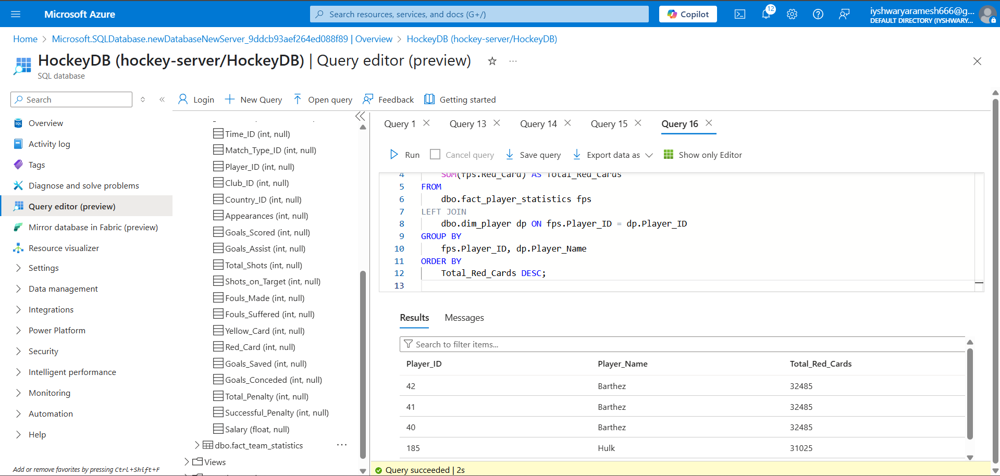 Microsoft Azure
Search resources, services, and docs (G+/)
Copilot
12
iyshwaryaramesh666@g...
DEFAULT DIRECTORY (IYSHWARY...
Home > Microsoft.SQLDatabase.newDatabaseNewServer_9ddcb93aef264ed088f89 | Overview > HockeyDB (hockey-server/HockeyDB)
HockeyDB (hockey-server/HockeyDB) | Query editor (preview)
SQL database
Search
Overview
Activity log
Tags
Diagnose and solve problems
Query editor (preview)
Mirror database in Fabric (preview)
Resource visualizer
Settings
Data management
Integrations
Power Platform
Security
Intelligent performance
Monitoring
Automation
Help
Add or remove favorites by pressing Ctrl+Shift+F
Login
New Query
Open query
Feedback
Getting started
Time_ID (int, null)
Match_Type_ID (int, null)
Player_ID (int, null)
Club_ID (int, null)
Country_ID (int, null)
Appearances (int, null)
Goals_Scored (int, null)
Goals_Assist (int, null)
Total_Shots (int, null)
Shots_on_Target (int, null)
Fouls_Made (int, null)
Fouls_Suffered (int, null)
Yellow_Card (int, null)
Red_Card (int, null)
Goals_Saved (int, null)
Goals_Conceded (int, null)
Total_Penalty (int, null)
Successful_Penalty (int, null)
Salary (float, null)
dbo.fact_team_statistics
Views
Query 1
Query 13
Query 14
Query 15
Query 16
Run
Cancel query
Save query
Export data as
Show only Editor
4 SUM(fps.Red_Card) AS Total_Red_Cards
5 FROM
6 dbo.fact_player_statistics fps
7 LEFT JOIN
8 dbo.dim_player dp ON fps.Player_ID = dp.Player_ID
9 GROUP BY
10 fps.Player_ID, dp.Player_Name
11 ORDER BY
12 Total_Red_Cards DESC;
13
Results
Messages
Search to filter items...
Player_ID Player_Name Total_Red_Cards
42 Barthez 32485
41 Barthez 32485
40 Barthez 32485
185 Hulk 31025
Query succeeded | 2s